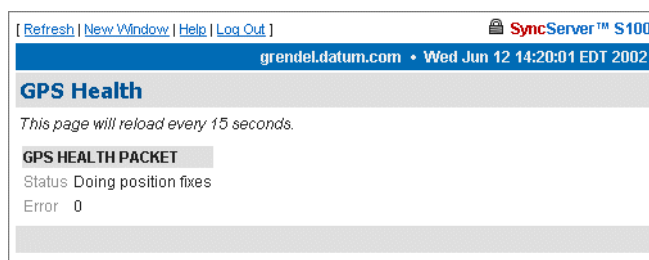 [ Refresh | New Window | Help | Log Out ]
SyncServer™ S100
grendel.datum.com • Wed Jun 12 14:20:01 EDT 2002
GPS Health
This page will reload every 15 seconds.
GPS HEALTH PACKET
Status Doing position fixes
Error 0